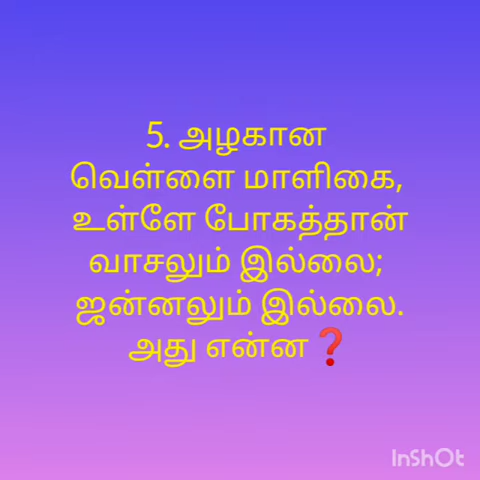 5. அழகான
வெள்ளை மாளிகை,
உள்ளே போகத்தான்
வாசலும் இல்லை;
ஜன்னலும் இல்லை.
அது என்ன❓
InShOt